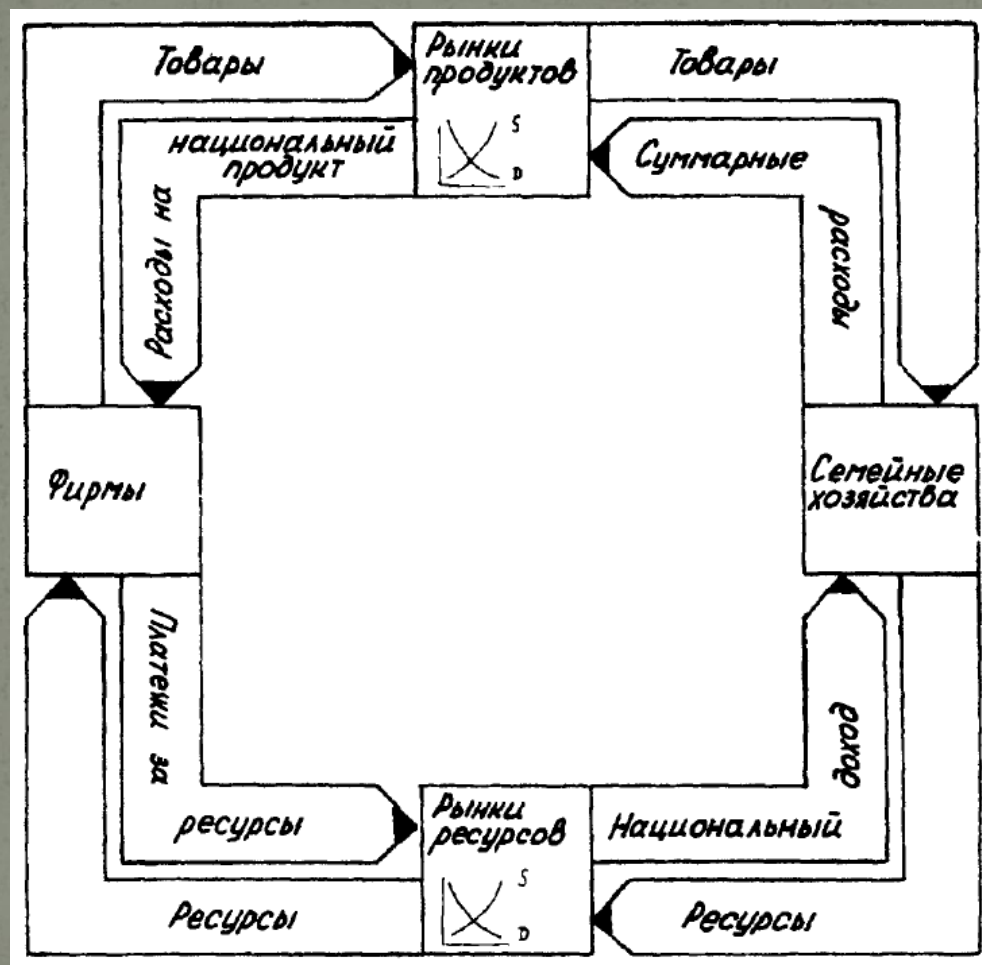 Товары
Рынки
продуктов
S
D
Товары
национальный
продукт
Расходы на
Суммарные
расходы
Фирмы
Семейные
хозяйства
Платежи за
ресурсы
Рынки
ресурсов
S
D
Национальный
доход
Ресурсы
Ресурсы